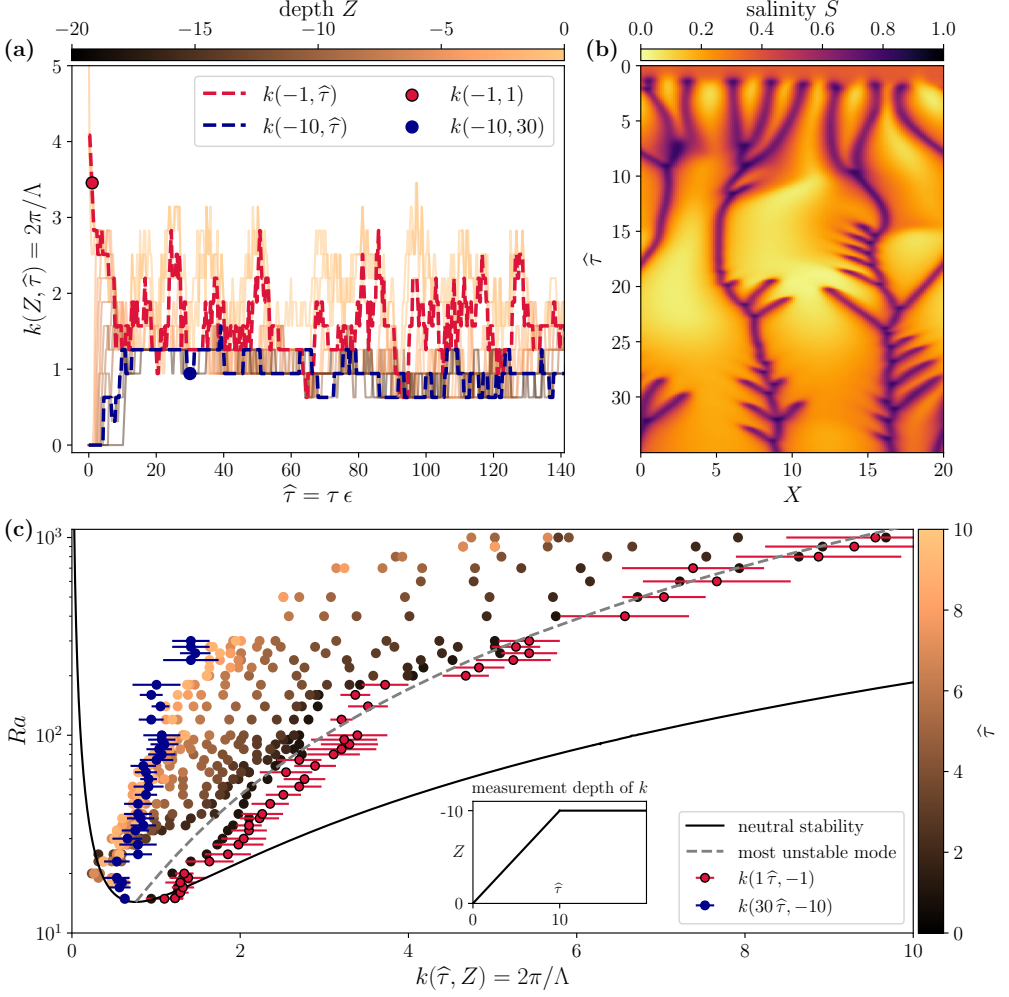 depth Z
−20 −15 −10 −5 0
(a)
5
4
3
2
1
0
k(Z, τ̂) = 2π/Λ
k(−1, τ̂)
k(−10, τ̂)
k(−1, 1)
k(−10, 30)
0 20 40 60 80 100 120 140
τ̂ = τ ϵ
salinity S
0.0 0.2 0.4 0.6 0.8 1.0
(b)
0
5
10
15
20
25
30
τ̂
0 5 10 15 20
X
(c)
10³
10²
10¹
Ra
measurement depth of k
-10
Z
0
τ̂
0 10
neutral stability
most unstable mode
k(1 τ̂, −1)
k(30 τ̂, −10)
0 2 4 6 8 10
k(τ̂, Z) = 2π/Λ
10
8
6
4
2
0
τ̂